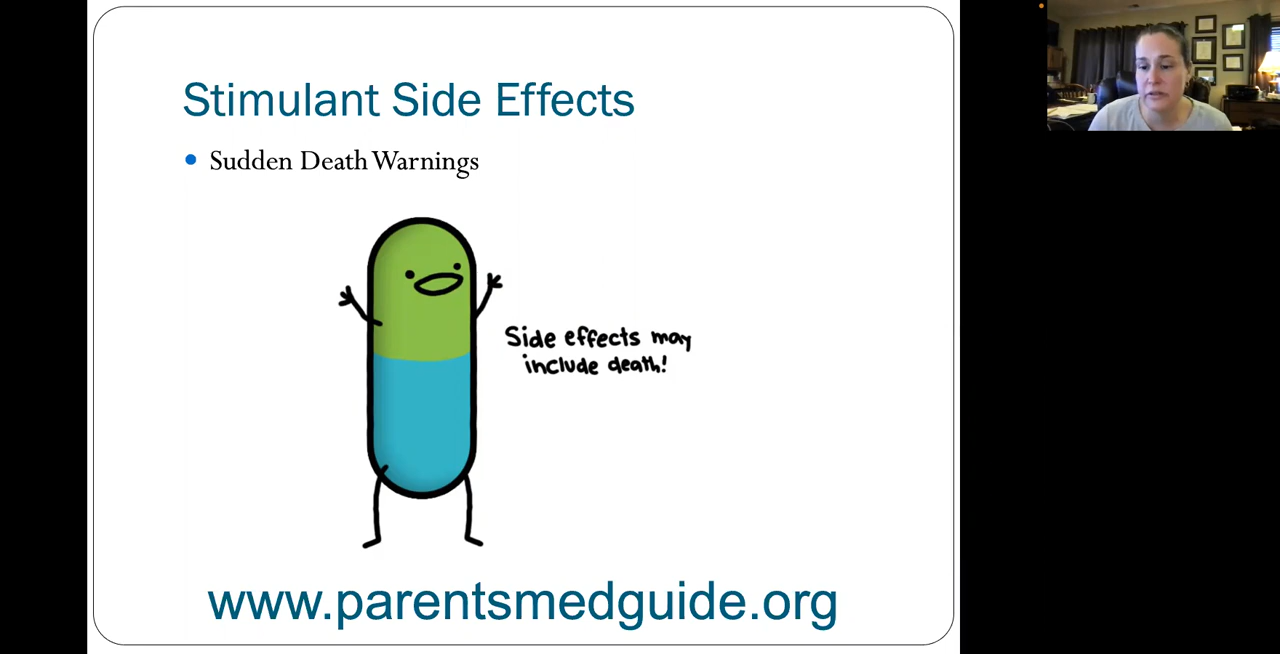 Stimulant Side Effects
Sudden Death Warnings
Side effects may
include death!
www.parentsmedguide.org